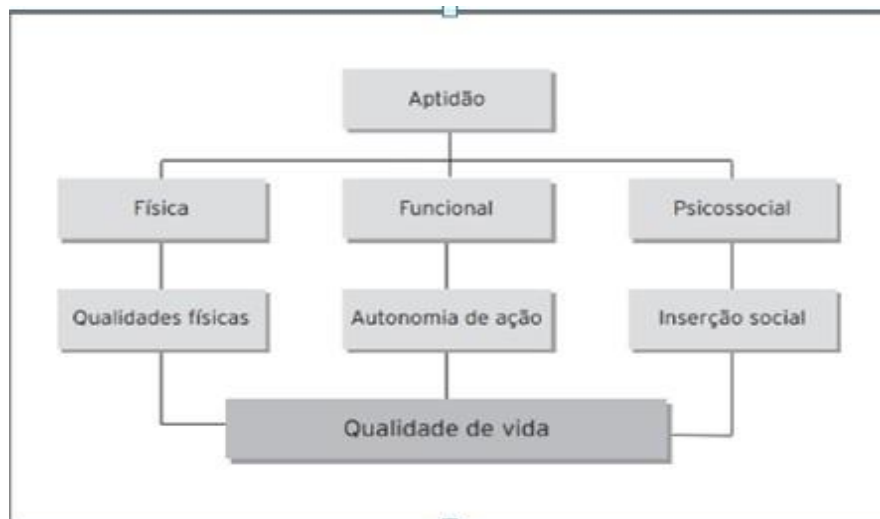 Aptidão
Física
Funcional
Psicossocial
Qualidades físicas
Autonomia de ação
Inserção social
Qualidade de vida